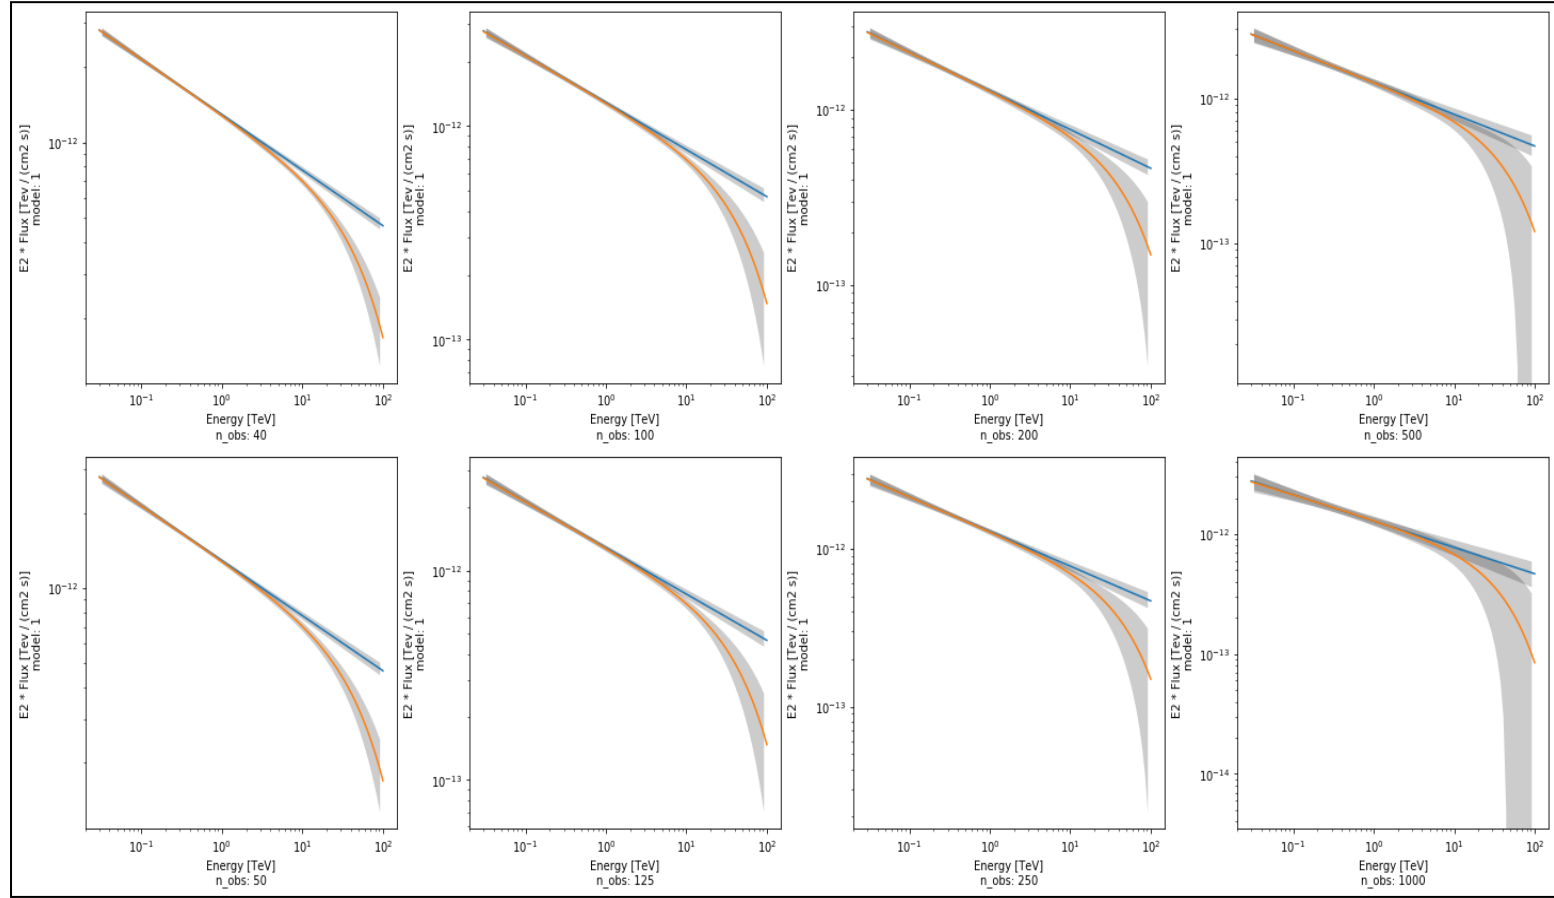 10⁻¹²
E2 * Flux [Tev / (cm2 s)]
model: 1
10⁻¹ 10⁰ 10¹ 10²
Energy [TeV]
n_obs: 40
10⁻¹²
10⁻¹³
E2 * Flux [Tev / (cm2 s)]
model: 1
10⁻¹ 10⁰ 10¹ 10²
Energy [TeV]
n_obs: 100
10⁻¹²
10⁻¹³
E2 * Flux [Tev / (cm2 s)]
model: 1
10⁻¹ 10⁰ 10¹ 10²
Energy [TeV]
n_obs: 200
10⁻¹²
10⁻¹³
E2 * Flux [Tev / (cm2 s)]
model: 1
10⁻¹ 10⁰ 10¹ 10²
Energy [TeV]
n_obs: 500
10⁻¹²
E2 * Flux [Tev / (cm2 s)]
model: 1
10⁻¹ 10⁰ 10¹ 10²
Energy [TeV]
n_obs: 50
10⁻¹²
10⁻¹³
E2 * Flux [Tev / (cm2 s)]
model: 1
10⁻¹ 10⁰ 10¹ 10²
Energy [TeV]
n_obs: 125
10⁻¹²
10⁻¹³
E2 * Flux [Tev / (cm2 s)]
model: 1
10⁻¹ 10⁰ 10¹ 10²
Energy [TeV]
n_obs: 250
10⁻¹²
10⁻¹³
10⁻¹⁴
E2 * Flux [Tev / (cm2 s)]
model: 1
10⁻¹ 10⁰ 10¹ 10²
Energy [TeV]
n_obs: 1000